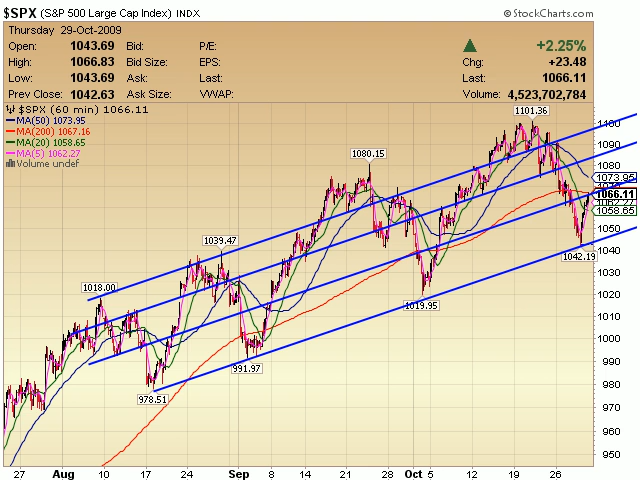 $SPX (S&P 500 Large Cap Index) INDX © StockCharts.com
Thursday 29-Oct-2009
Open: 1043.69 Bid: P/E: +2.25%
High: 1066.83 Bid Size: EPS: Chg: +23.48
Low: 1043.69 Ask: Last: Last: 1066.11
Prev Close: 1042.63 Ask Size: VWAP: Volume: 4,523,702,784
$SPX (60 min) 1066.11
MA(50) 1073.95
MA(200) 1067.16
MA(20) 1058.65
MA(5) 1062.27
Volume undef
1101.36
1080.15
1039.47
1018.00
1042.19
1019.95
991.97
978.51
1100
1090
1080
1073.95
1066.11
1062.27
1058.65
1050
1040
1030
1020
1010
1000
990
980
970
960
950
27 Aug 10 17 24 Sep 8 14 21 28 Oct 5 12 19 26